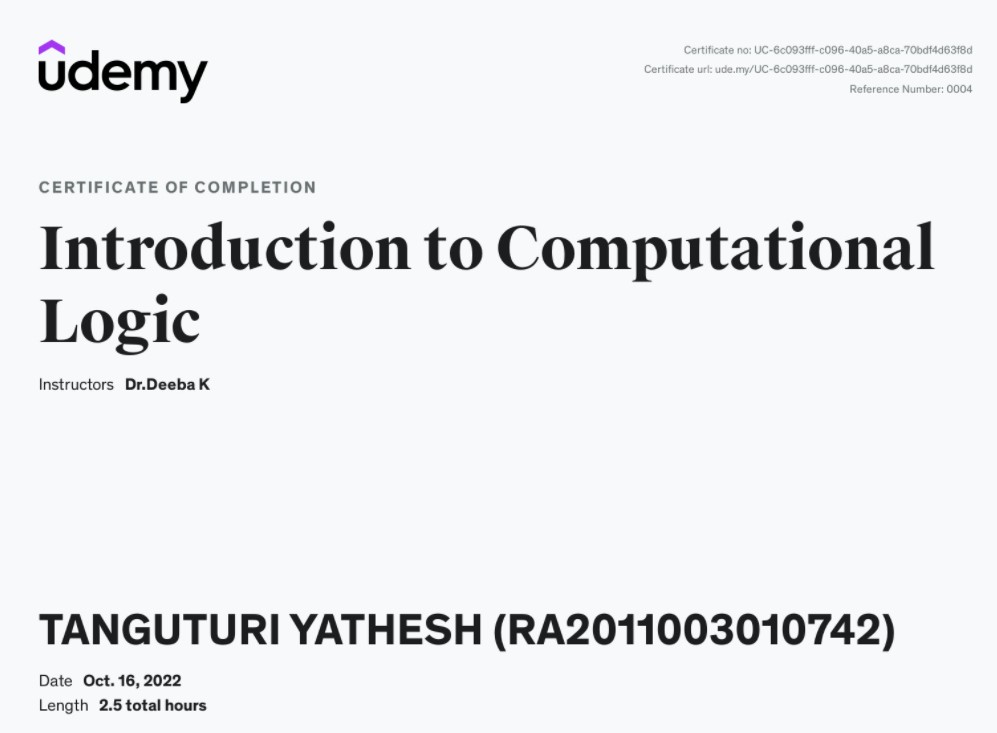 udemy
Certificate no: UC-6c093fff-c096-40a5-a8ca-70bdf4d63f8d
Certificate url: ude.my/UC-6c093fff-c096-40a5-a8ca-70bdf4d63f8d
Reference Number: 0004
CERTIFICATE OF COMPLETION
Introduction to Computational
Logic
Instructors Dr.Deeba K
TANGUTURI YATHESH (RA2011003010742)
Date Oct. 16, 2022
Length 2.5 total hours